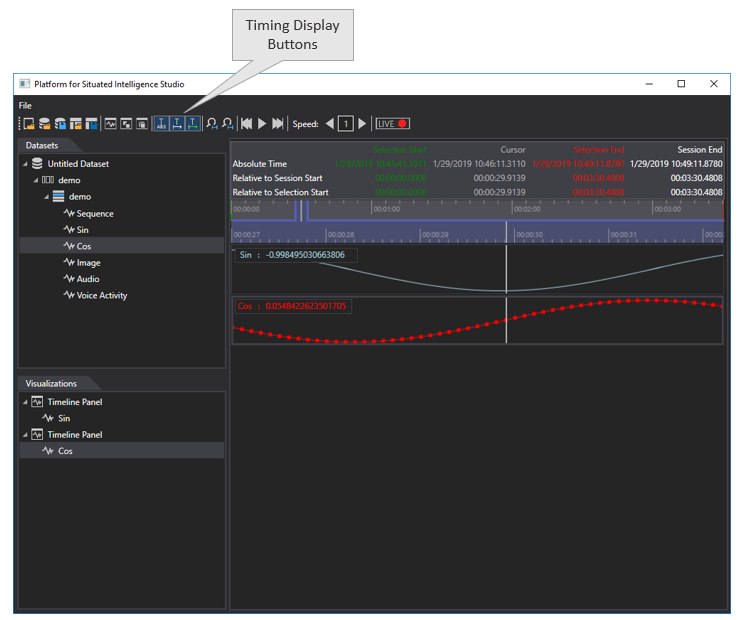 Timing Display
Buttons
Platform for Situated Intelligence Studio
File
ABS
Speed: 1 LIVE
Datasets
Untitled Dataset
demo
demo
Sequence
Sin
Cos
Image
Audio
Voice Activity
Selection Start Cursor Selection End Session End
Absolute Time 1/29/2019 10:46:11.3110 1/29/2019 10:49:11.8780 1/29/2019 10:49:11.8780
Relative to Session Start 00:00:00.0000 00:00:29.9139 00:03:30.4808 00:03:30.4808
Relative to Selection Start 00:00:00.0000 00:00:29.9139 00:03:30.4808 00:03:30.4808
00:00:00 00:01:00 00:02:00 00:03:00
00:00:27 00:00:28 00:00:29 00:00:30 00:00:31
Sin : -0.998495030663806
Cos : 0.0548422623501705
Visualizations
Timeline Panel
Sin
Timeline Panel
Cos